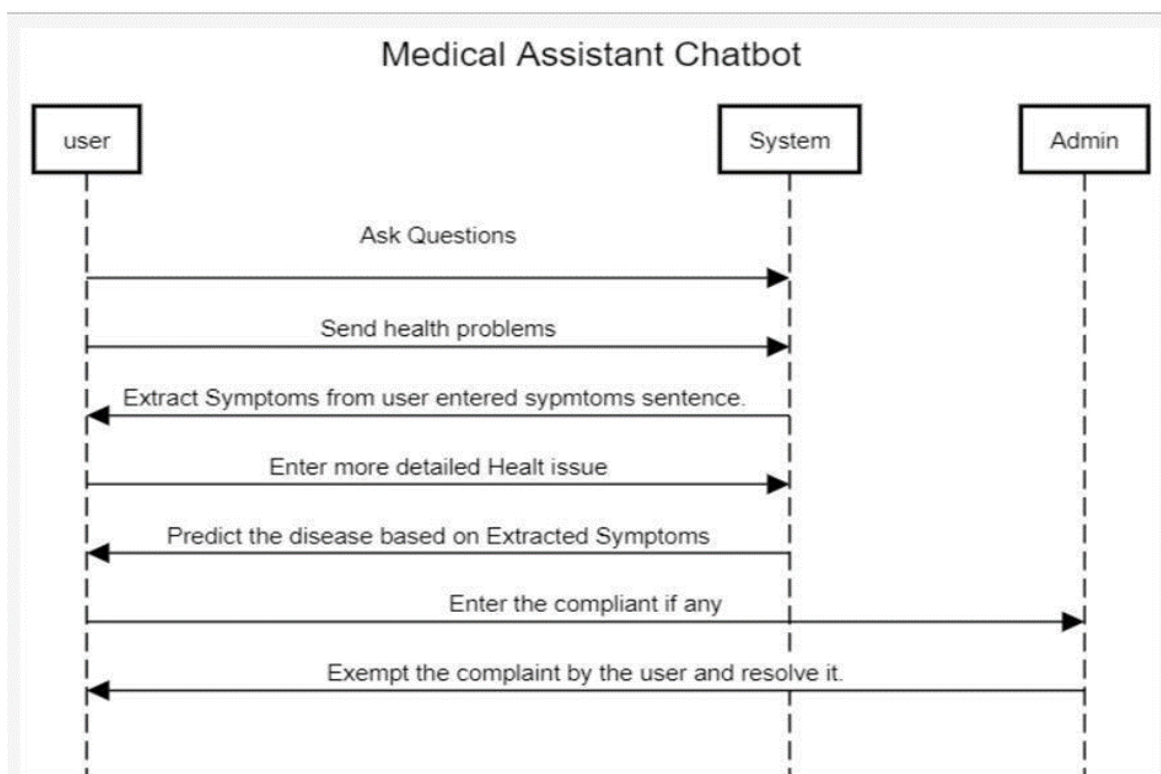 Medical Assistant Chatbot
user
System
Admin
Ask Questions
Send health problems
Extract Symptoms from user entered sypmtoms sentence.
Enter more detailed Healt issue
Predict the disease based on Extracted Symptoms
Enter the compliant if any
Exempt the complaint by the user and resolve it.